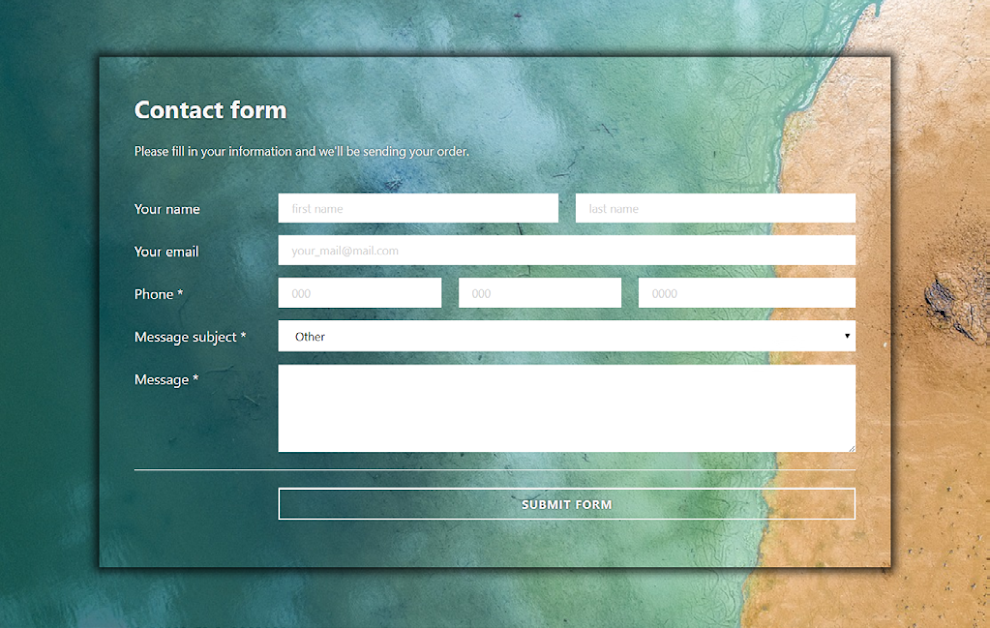 Contact form
Please fill in your information and we'll be sending your order.
Your name first name last name
Your email your_mail@mail.com
Phone * 000 000 0000
Message subject * Other
Message *
SUBMIT FORM